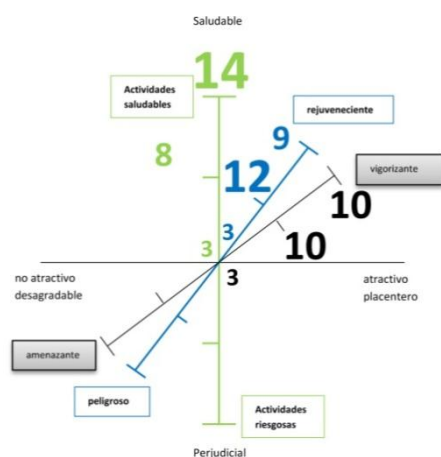 Saludable
14
Actividades
saludables
rejuveneciente
9
8
12
vigorizante
10
3
10
3
3
no atractivo
desagradable
atractivo
placentero
amenazante
peligroso
Actividades
riesgosas
Perjudicial